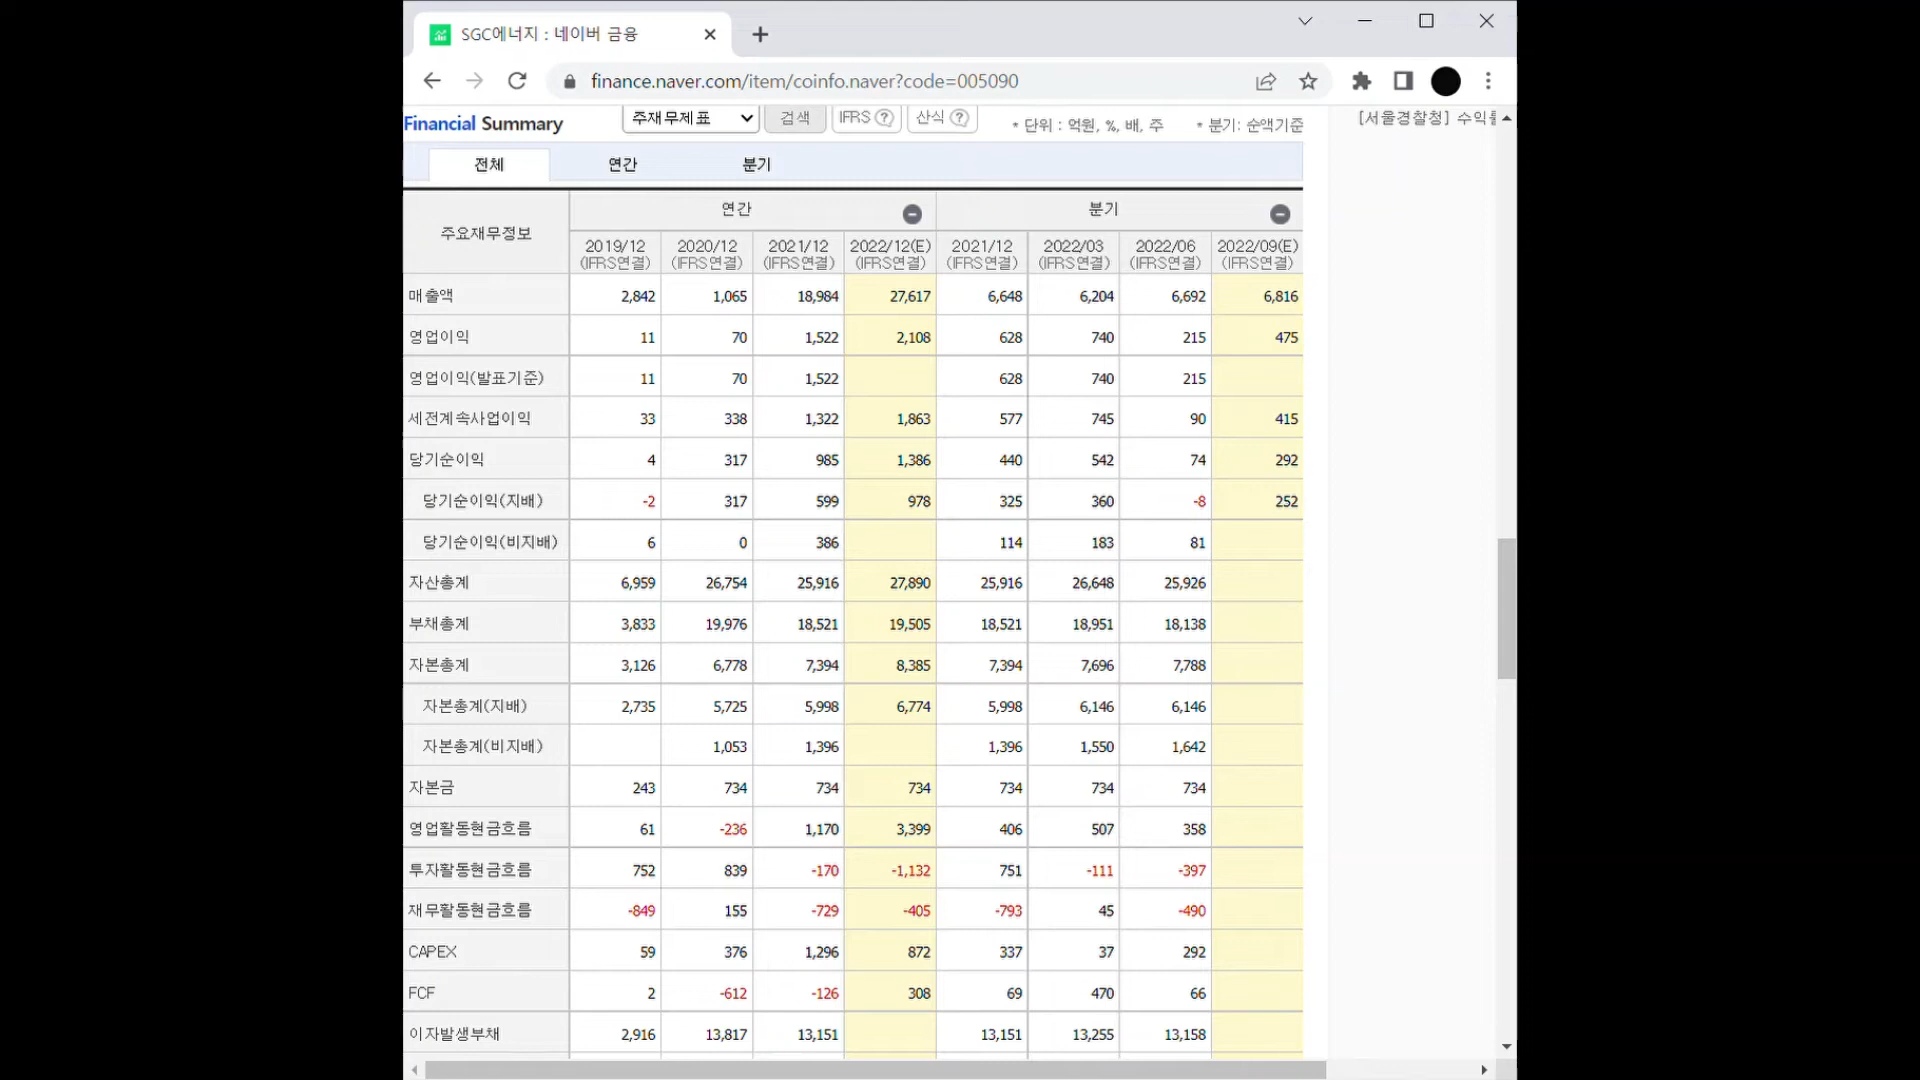 SGC에너지 : 네이버 금융
finance.naver.com/item/coinfo.naver?code=005090
Financial Summary 주재무제표 검색 IFRS ? 산식 ? * 단위 : 억원, %, 배, 주 * 분기: 순액기준
[서울경찰청] 수익률
전체 연간 분기
주요재무정보 연간 분기
2019/12 2020/12 2021/12 2022/12(E) 2021/12 2022/03 2022/06 2022/09(E)
(IFRS연결) (IFRS연결) (IFRS연결) (IFRS연결) (IFRS연결) (IFRS연결) (IFRS연결) (IFRS연결)
매출액 2,842 1,065 18,984 27,617 6,648 6,204 6,692 6,816
영업이익 11 70 1,522 2,108 628 740 215 475
영업이익(발표기준) 11 70 1,522 628 740 215
세전계속사업이익 33 338 1,322 1,863 577 745 90 415
당기순이익 4 317 985 1,386 440 542 74 292
당기순이익(지배) -2 317 599 978 325 360 -8 252
당기순이익(비지배) 6 0 386 114 183 81
자산총계 6,959 26,754 25,916 27,890 25,916 26,648 25,926
부채총계 3,833 19,976 18,521 19,505 18,521 18,951 18,138
자본총계 3,126 6,778 7,394 8,385 7,394 7,696 7,788
자본총계(지배) 2,735 5,725 5,998 6,774 5,998 6,146 6,146
자본총계(비지배) 1,053 1,396 1,396 1,550 1,642
자본금 243 734 734 734 734 734 734
영업활동현금흐름 61 -236 1,170 3,399 406 507 358
투자활동현금흐름 752 839 -170 -1,132 751 -111 -397
재무활동현금흐름 -849 155 -729 -405 -793 45 -490
CAPEX 59 376 1,296 872 337 37 292
FCF 2 -612 -126 308 69 470 66
이자발생부채 2,916 13,817 13,151 13,151 13,255 13,158